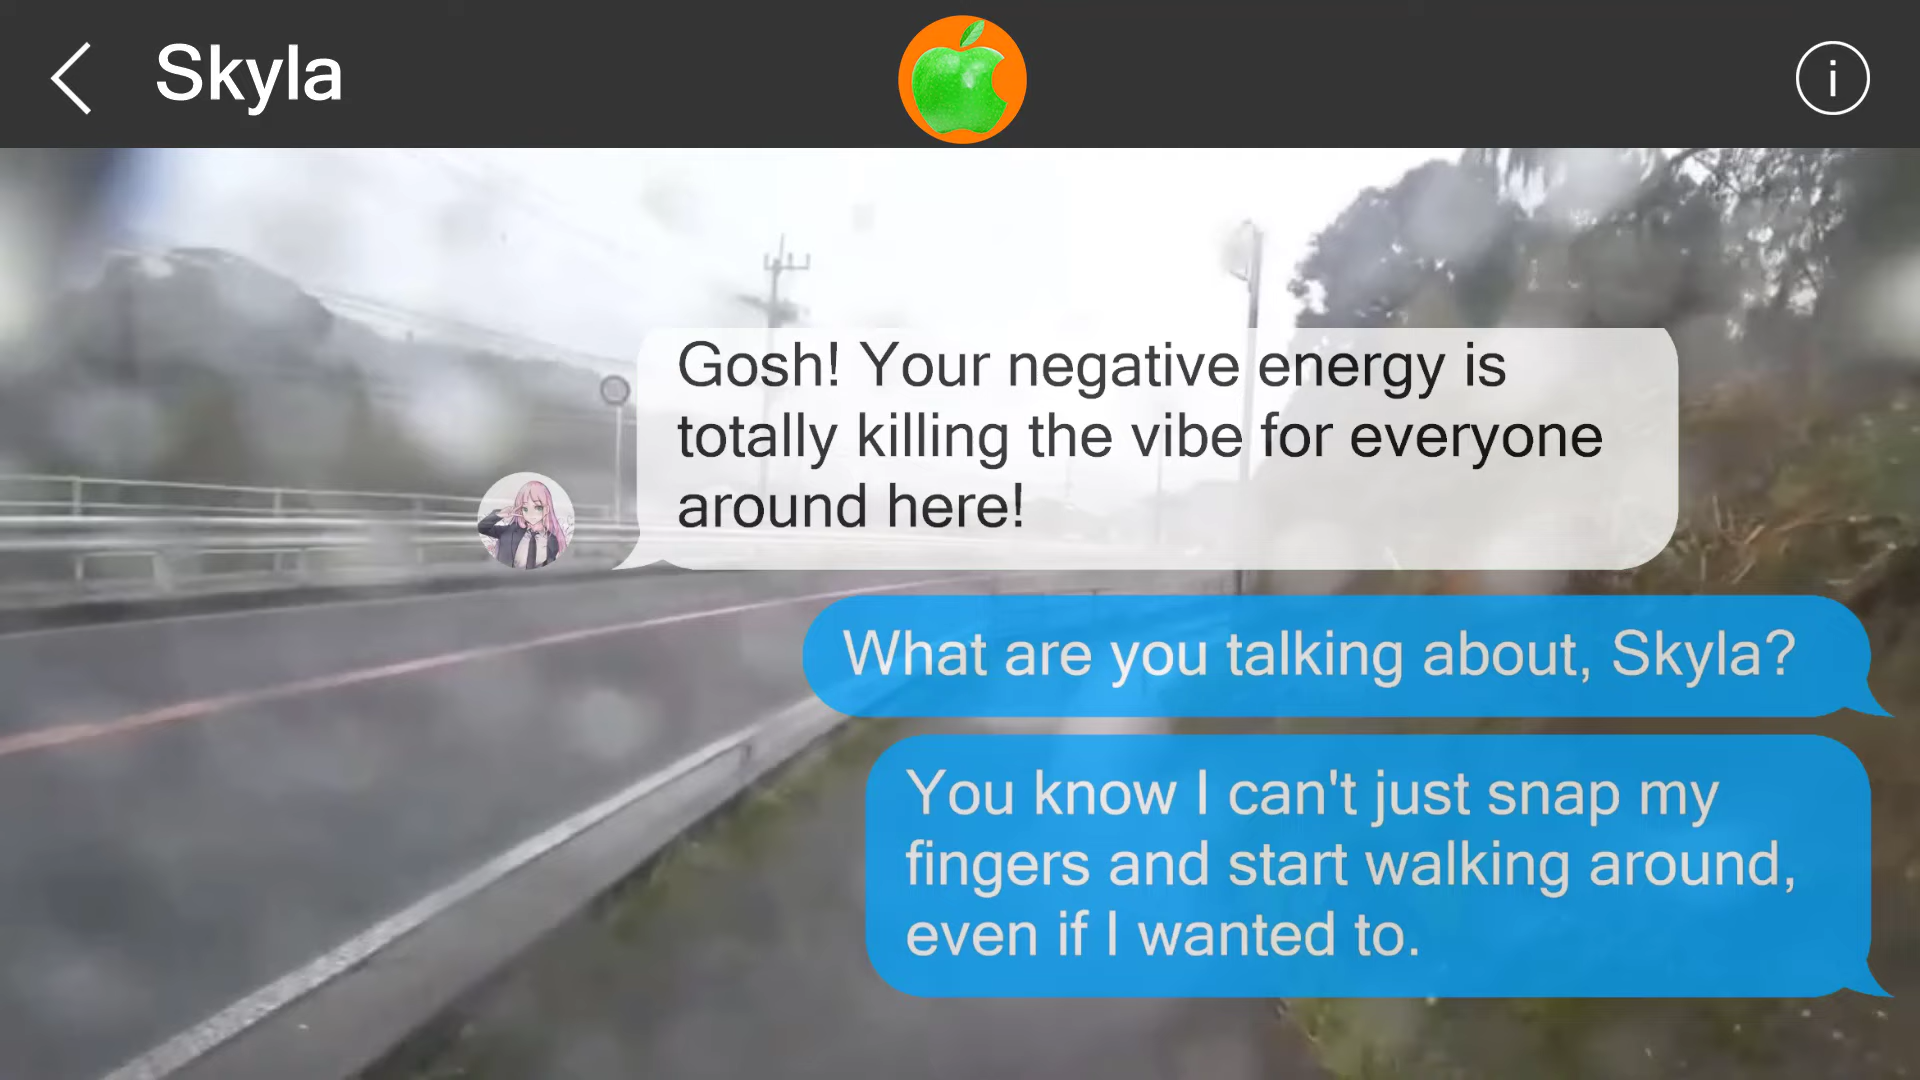 Skyla
i
Gosh! Your negative energy is
totally killing the vibe for everyone
around here!
What are you talking about, Skyla?
You know I can't just snap my
fingers and start walking around,
even if I wanted to.